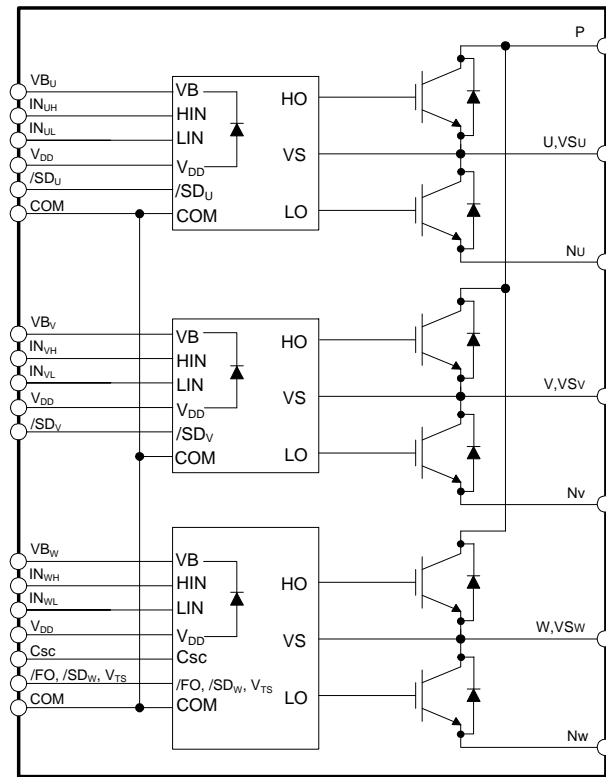 P
VBU
INUH
INUL
VDD
/SDU
COM
VB
HIN
LIN
VDD
/SDU
COM
HO
VS
LO
U,VSU
NU
VBV
INVH
INVL
VDD
/SDV
VB
HIN
LIN
VDD
/SDV
COM
HO
VS
LO
V,VSV
NV
VBW
INWH
INWL
VDD
Csc
/FO, /SDW, VTS
COM
VB
HIN
LIN
VDD
Csc
/FO, /SDW, VTS
COM
HO
VS
LO
W,VSW
NW